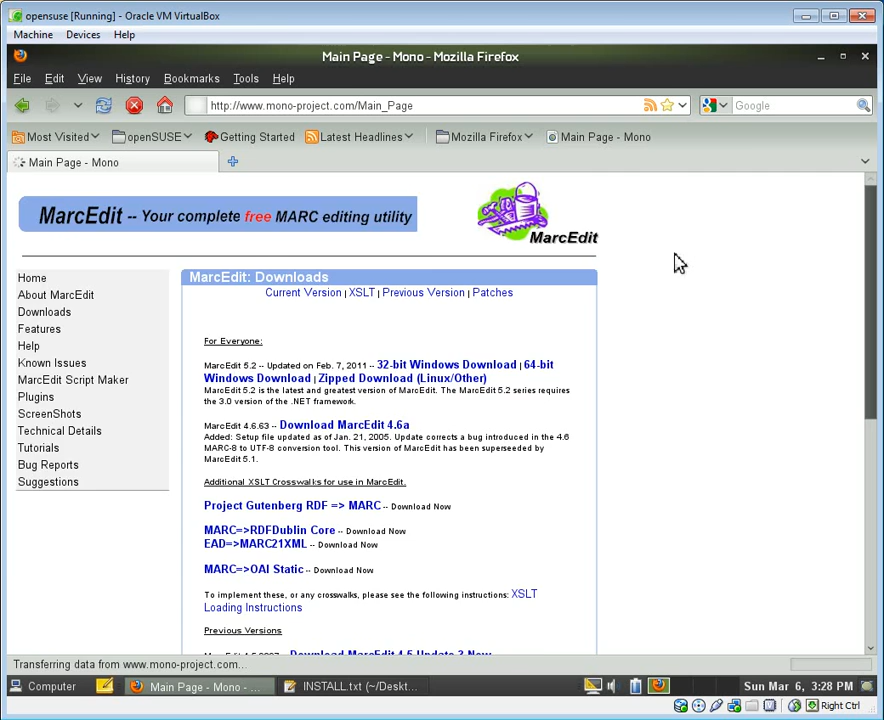 opensuse [Running] - Oracle VM VirtualBox
Machine Devices Help
Main Page - Mono - Mozilla Firefox
File Edit View History Bookmarks Tools Help
http://www.mono-project.com/Main_Page
Google
Most Visited openSUSE Getting Started Latest Headlines Mozilla Firefox Main Page - Mono
Main Page - Mono
MarcEdit -- Your complete free MARC editing utility
MarcEdit
Home
About MarcEdit
Downloads
Features
Help
Known Issues
MarcEdit Script Maker
Plugins
ScreenShots
Technical Details
Tutorials
Bug Reports
Suggestions
MarcEdit: Downloads
Current Version | XSLT | Previous Version | Patches
For Everyone:
MarcEdit 5.2 -- Updated on Feb. 7, 2011 -- 32-bit Windows Download | 64-bit
Windows Download | Zipped Download (Linux/Other)
MarcEdit 5.2 is the latest and greatest version of MarcEdit. The MarcEdit 5.2 series requires
the 3.0 version of the .NET framework.
MarcEdit 4.6.63 -- Download MarcEdit 4.6a
Added: Setup file updated as of Jan. 21, 2005. Update corrects a bug introduced in the 4.6
MARC-8 to UTF-8 conversion tool. This version of MarcEdit has been superseded by
MarcEdit 5.1.
Additional XSLT Crosswalks for use in MarcEdit.
Project Gutenberg RDF => MARC -- Download Now
MARC=>RDFDublin Core -- Download Now
EAD=>MARC21XML -- Download Now
MARC=>OAI Static -- Download Now
To implement these, or any crosswalks, please see the following instructions: XSLT
Loading Instructions
Previous Versions
Download MarcEdit 4.5 Update 3 Now
Transferring data from www.mono-project.com...
Computer Main Page - Mono - ... INSTALL.txt (~/Deskt... Sun Mar 6, 3:28 PM
Right Ctrl